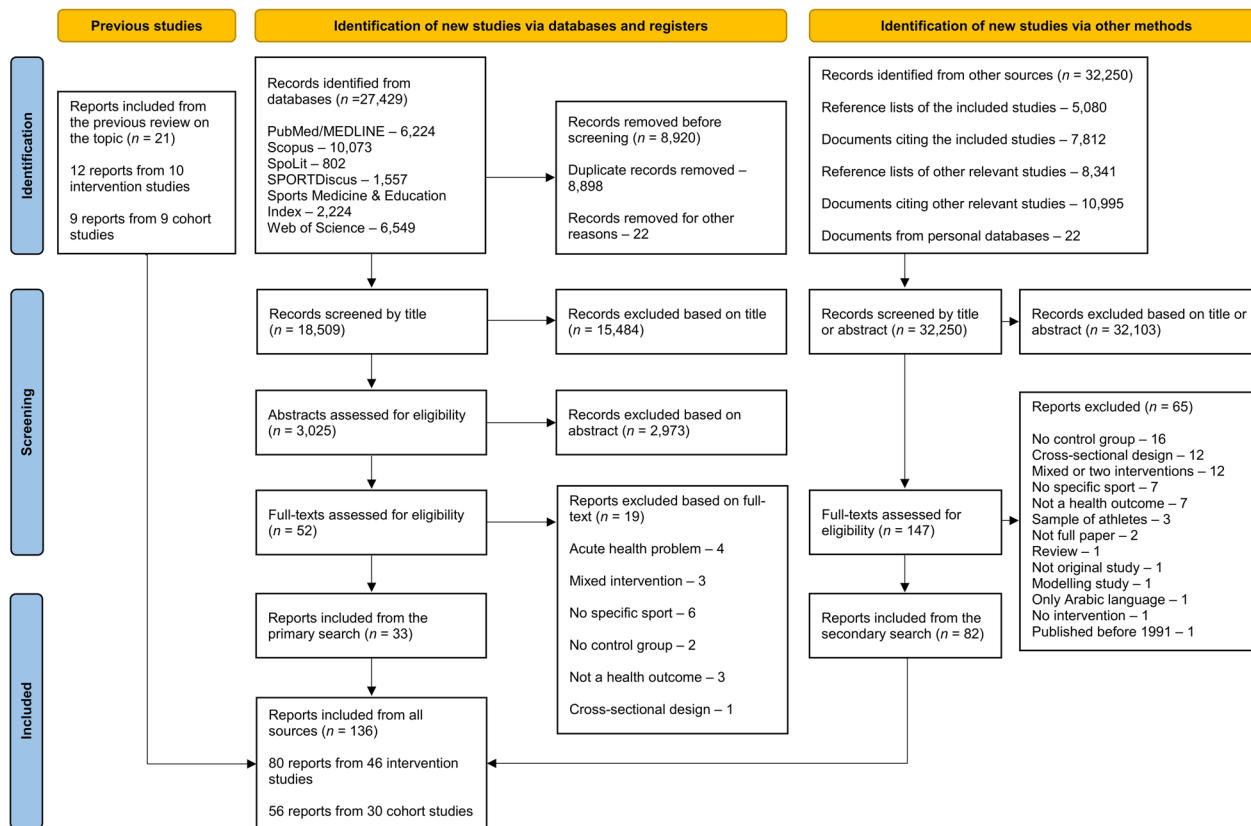 Previous studies
Identification of new studies via databases and registers
Identification of new studies via other methods
Identification
Reports included from
the previous review on
the topic (n = 21)
12 reports from 10
intervention studies
9 reports from 9 cohort
studies
Records identified from
databases (n =27,429)
PubMed/MEDLINE – 6,224
Scopus – 10,073
SpoLit – 802
SPORTDiscus – 1,557
Sports Medicine & Education
Index – 2,224
Web of Science – 6,549
Records removed before
screening (n = 8,920)
Duplicate records removed –
8,898
Records removed for other
reasons – 22
Records identified from other sources (n = 32,250)
Reference lists of the included studies – 5,080
Documents citing the included studies – 7,812
Reference lists of other relevant studies – 8,341
Documents citing other relevant studies – 10,995
Documents from personal databases – 22
Screening
Records screened by title
(n = 18,509)
Records excluded based on title
(n = 15,484)
Records screened by title
or abstract (n = 32,250)
Records excluded based on title or
abstract (n = 32,103)
Abstracts assessed for eligibility
(n = 3,025)
Records excluded based on
abstract (n = 2,973)
Reports excluded (n = 65)
No control group – 16
Cross-sectional design – 12
Mixed or two interventions – 12
No specific sport – 7
Not a health outcome – 7
Sample of athletes – 3
Not full paper – 2
Review – 1
Not original study – 1
Modelling study – 1
Only Arabic language – 1
No intervention – 1
Published before 1991 – 1
Full-texts assessed for eligibility
(n = 52)
Reports excluded based on full-
text (n = 19)
Acute health problem – 4
Mixed intervention – 3
No specific sport – 6
No control group – 2
Not a health outcome – 3
Cross-sectional design – 1
Full-texts assessed for
eligibility (n = 147)
Included
Reports included from the
primary search (n = 33)
Reports included from the
secondary search (n = 82)
Reports included from all
sources (n = 136)
80 reports from 46 intervention
studies
56 reports from 30 cohort studies